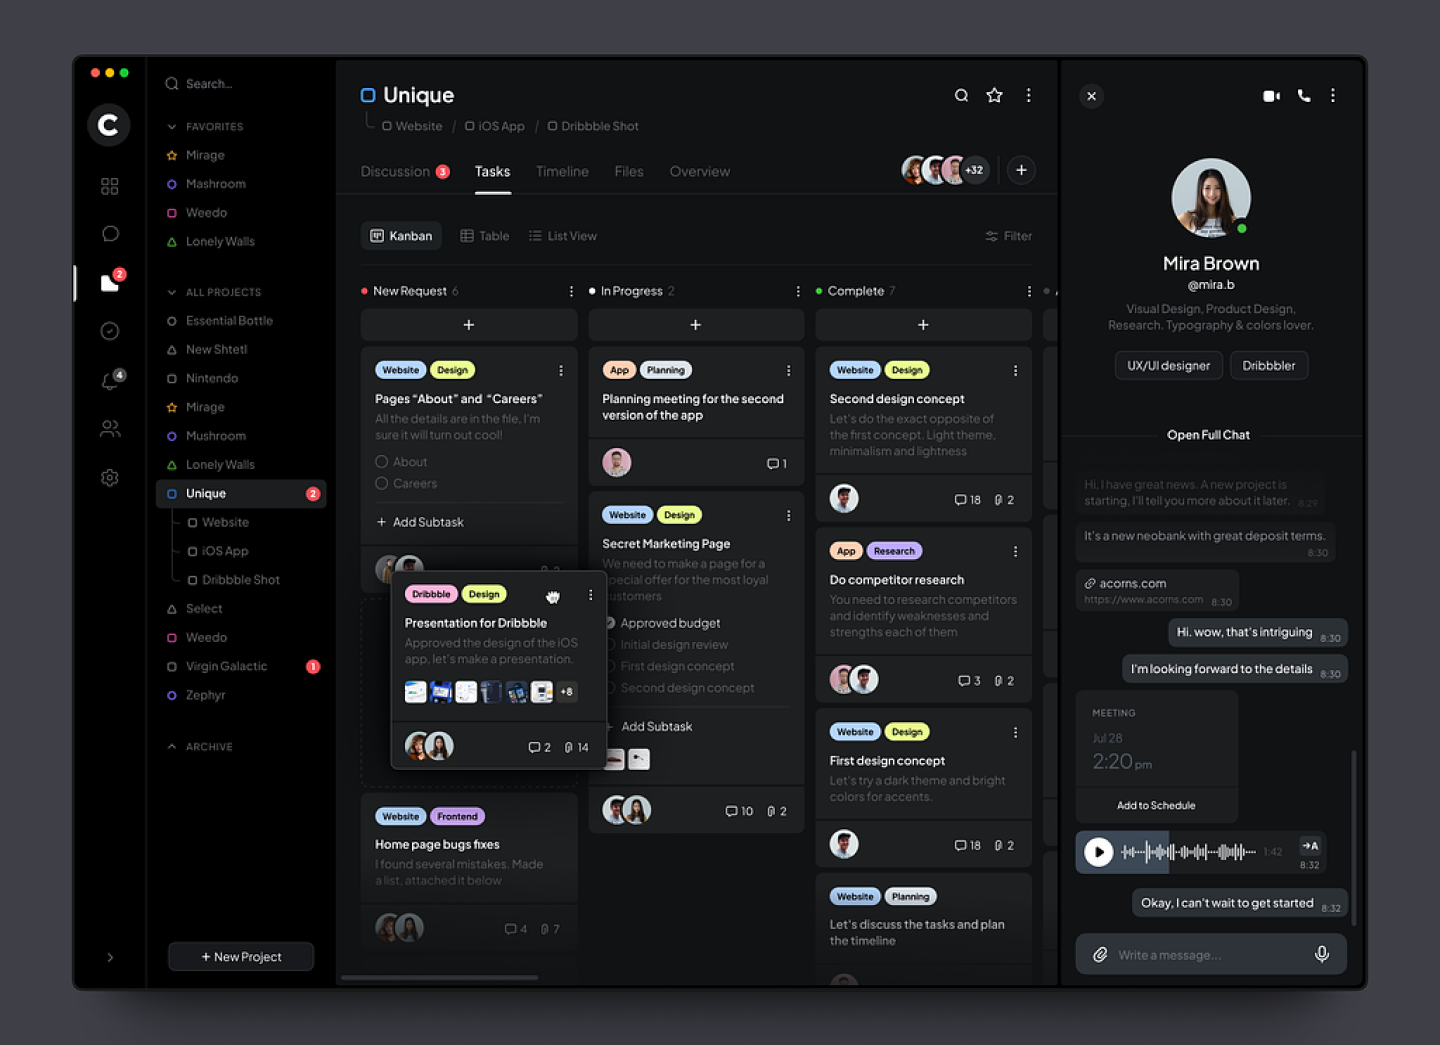 C
2
4
Search...
FAVORITES
Mirage
Mashroom
Weedo
Lonely Walls
ALL PROJECTS
Essential Bottle
New Shtetl
Nintendo
Mirage
Mushroom
Lonely Walls
Unique 2
Website
iOS App
Dribbble Shot
Select
Weedo
Virgin Galactic 1
Zephyr
ARCHIVE
+ New Project
Unique
Website / iOS App / Dribbble Shot
Discussion 3 Tasks Timeline Files Overview
+32 +
Kanban Table List View Filter
New Request 6
+
Website Design
Pages “About” and “Careers”
All the details are in the file, I'm
sure it will turn out cool!
About
Careers
+ Add Subtask
Dribbble Design
Presentation for Dribbble
Approved the design of the iOS
app, let's make a presentation.
+8
2 14
Website Frontend
Home page bugs fixes
I found several mistakes. Made
a list, attached it below
4 7
In Progress 2
+
App Planning
Planning meeting for the second
version of the app
1
Website Design
Secret Marketing Page
We need to make a page for a
special offer for the most loyal
customers
Approved budget
Initial design review
First design concept
Second design concept
+ Add Subtask
10 2
Complete 7
+
Website Design
Second design concept
Let's do the exact opposite of
the first concept. Light theme,
minimalism and lightness
18 2
App Research
Do competitor research
You need to research competitors
and identify weaknesses and
strengths each of them
3 2
Website Design
First design concept
Let's try a dark theme and bright
colors for accents.
18 2
Website Planning
Let's discuss the tasks and plan
the timeline
Mira Brown
@mira.b
Visual Design, Product Design,
Research. Typography & colors lover.
UX/UI designer Dribbbler
Open Full Chat
Hi, I have great news. A new project is
starting, I'll tell you more about it later. 8:29
It's a new neobank with great deposit terms.
8:30
acorns.com
https://www.acorns.com 8:30
Hi. wow, that's intriguing 8:30
I'm looking forward to the details 8:30
MEETING
Jul 28
2:20 pm
Add to Schedule
1:42 →A
8:32
Okay, I can't wait to get started 8:32
Write a message...